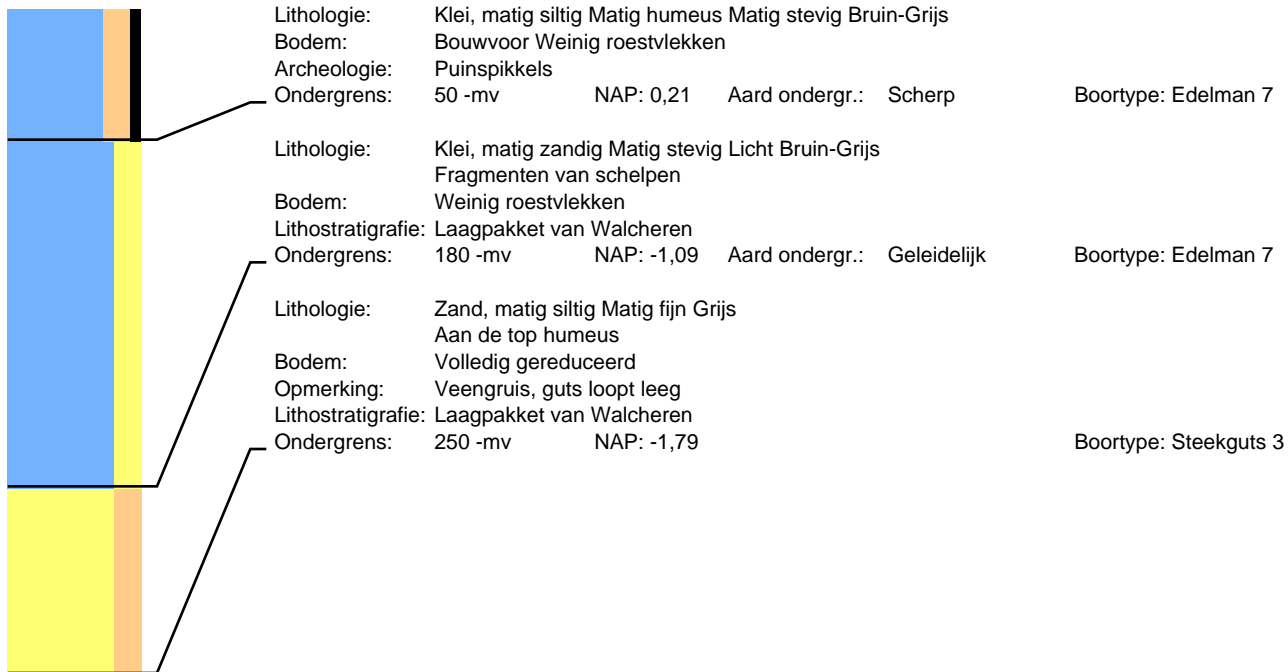 Lithologie: Klei, matig siltig Matig humeus Matig stevig Bruin-Grijs
Bodem: Bouwvoor Weinig roestvlekken
Archeologie: Puinspikkels
Ondergrens: 50 -mv NAP: 0,21 Aard ondergr.: Scherp Boortype: Edelman 7
Lithologie: Klei, matig zandig Matig stevig Licht Bruin-Grijs
Fragmenten van schelpen
Bodem: Weinig roestvlekken
Lithostratigrafie: Laagpakket van Walcheren
Ondergrens: 180 -mv NAP: -1,09 Aard ondergr.: Geleidelijk Boortype: Edelman 7
Lithologie: Zand, matig siltig Matig fijn Grijs
Aan de top humeus
Bodem: Volledig gereduceerd
Opmerking: Veengruis, guts loopt leeg
Lithostratigrafie: Laagpakket van Walcheren
Ondergrens: 250 -mv NAP: -1,79 Boortype: Steekguts 3